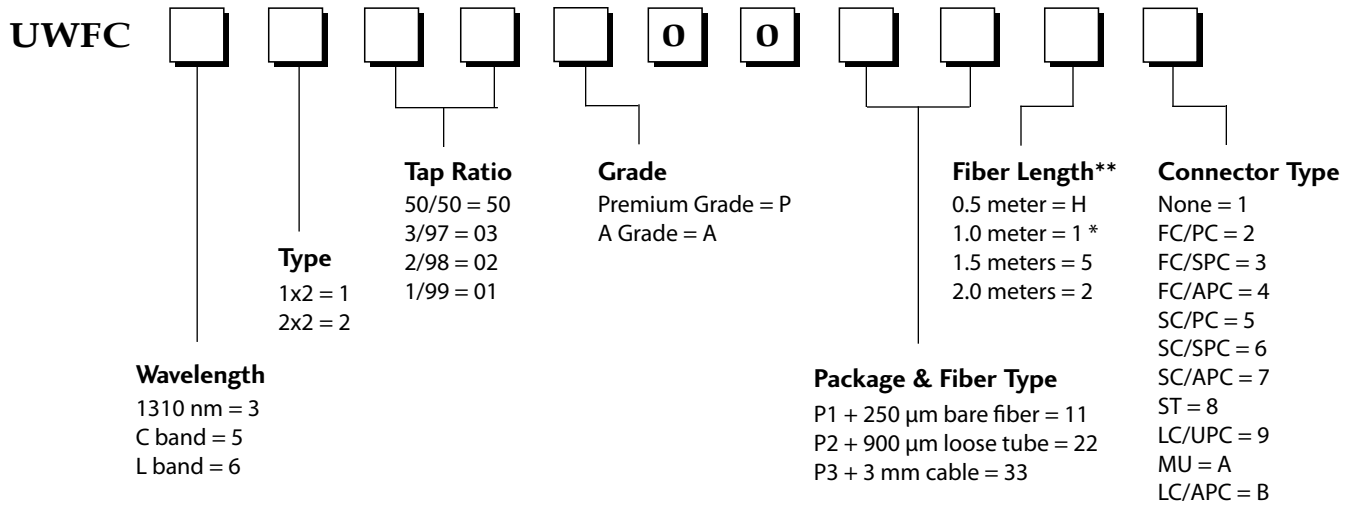 UWFC 0 0
Tap Ratio
50/50 = 50
3/97 = 03
2/98 = 02
1/99 = 01
Grade
Premium Grade = P
A Grade = A
Fiber Length**
0.5 meter = H
1.0 meter = 1 *
1.5 meters = 5
2.0 meters = 2
Connector Type
None = 1
FC/PC = 2
FC/SPC = 3
FC/APC = 4
SC/PC = 5
SC/SPC = 6
SC/APC = 7
ST = 8
LC/UPC = 9
MU = A
LC/APC = B
Type
1x2 = 1
2x2 = 2
Wavelength
1310 nm = 3
C band = 5
L band = 6
Package & Fiber Type
P1 + 250 µm bare fiber = 11
P2 + 900 µm loose tube = 22
P3 + 3 mm cable = 33